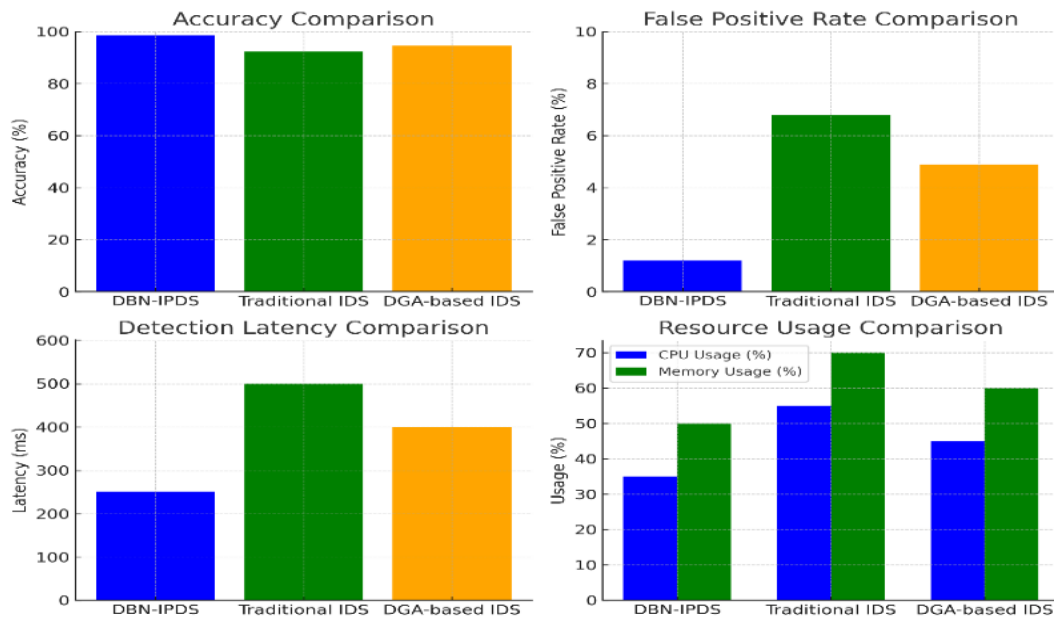 Accuracy Comparison
Accuracy (%)
100
80
60
40
20
0
DBN-IPDS Traditional IDS DGA-based IDS
False Positive Rate Comparison
False Positive Rate (%)
10
8
6
4
2
0
DBN-IPDS Traditional IDS DGA-based IDS
Detection Latency Comparison
Latency (ms)
600
500
400
300
200
100
0
DBN-IPDS Traditional IDS DGA-based IDS
Resource Usage Comparison
CPU Usage (%)
Memory Usage (%)
Usage (%)
70
60
50
40
30
20
10
0
DBN-IPDS Traditional IDS DGA-based IDS